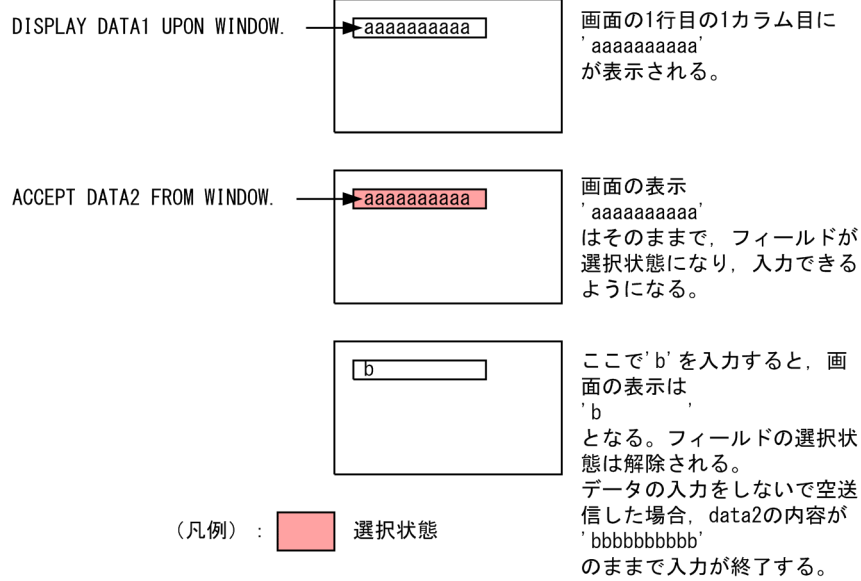 DISPLAY DATA1 UPON WINDOW.
aaaaaaaaaa
画面の1行目の1カラム目に
'aaaaaaaaaa'
が表示される。
ACCEPT DATA2 FROM WINDOW.
aaaaaaaaaa
画面の表示
'aaaaaaaaaa'
はそのままで,フィールドが
選択状態になり,入力できる
ようになる。
b
ここで'b'を入力すると,画
面の表示は
'b         '
となる。フィールドの選択状
態は解除される。
データの入力をしないで空送
信した場合,data2の内容が
'bbbbbbbbbb'
のままで入力が終了する。
(凡例) : 選択状態